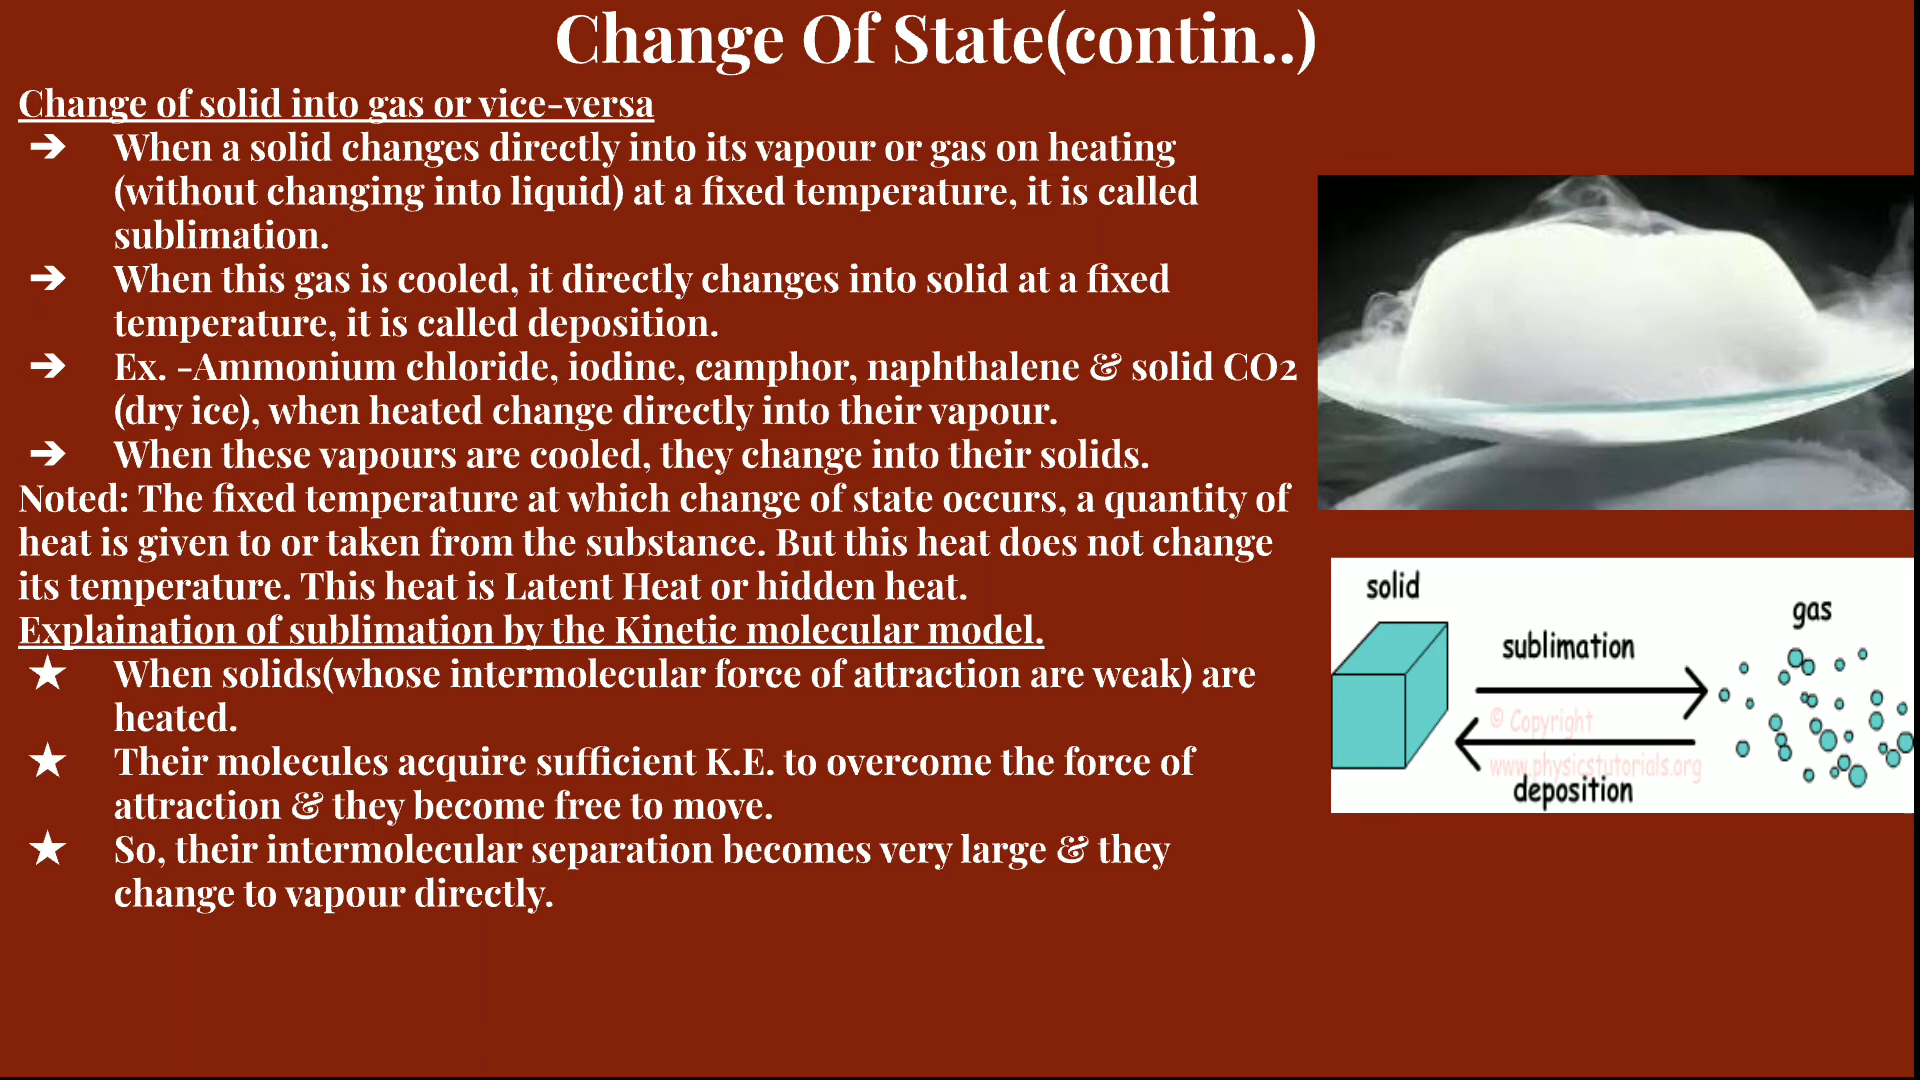 Change Of State(contin..)
Change of solid into gas or vice-versa
➔ When a solid changes directly into its vapour or gas on heating
(without changing into liquid) at a fixed temperature, it is called
sublimation.
➔ When this gas is cooled, it directly changes into solid at a fixed
temperature, it is called deposition.
➔ Ex. -Ammonium chloride, iodine, camphor, naphthalene & solid CO2
(dry ice), when heated change directly into their vapour.
➔ When these vapours are cooled, they change into their solids.
Noted: The fixed temperature at which change of state occurs, a quantity of
heat is given to or taken from the substance. But this heat does not change
its temperature. This heat is Latent Heat or hidden heat.
Explaination of sublimation by the Kinetic molecular model.
★ When solids(whose intermolecular force of attraction are weak) are
heated.
★ Their molecules acquire sufficient K.E. to overcome the force of
attraction & they become free to move.
★ So, their intermolecular separation becomes very large & they
change to vapour directly.
solid
gas
sublimation
© Copyright
www.physicstutorials.org
deposition